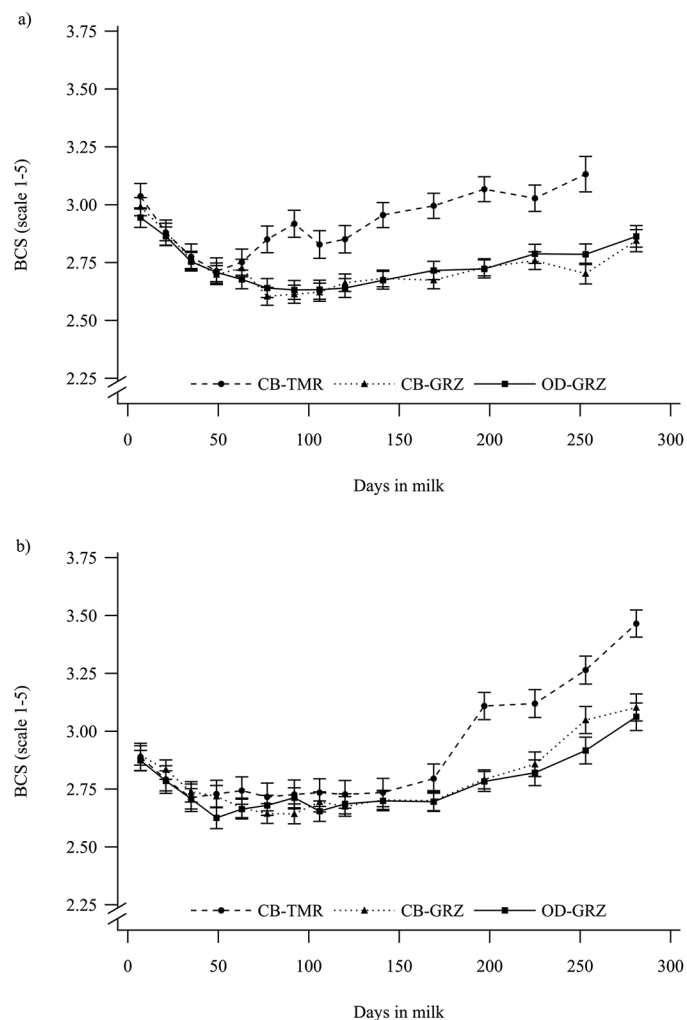 a)
3.75
3.50
3.25
3.00
2.75
2.50
2.25
BCS (scale 1-5)
CB-TMR CB-GRZ OD-GRZ
0 50 100 150 200 250 300
Days in milk
b)
3.75
3.50
3.25
3.00
2.75
2.50
2.25
BCS (scale 1-5)
CB-TMR CB-GRZ OD-GRZ
0 50 100 150 200 250 300
Days in milk